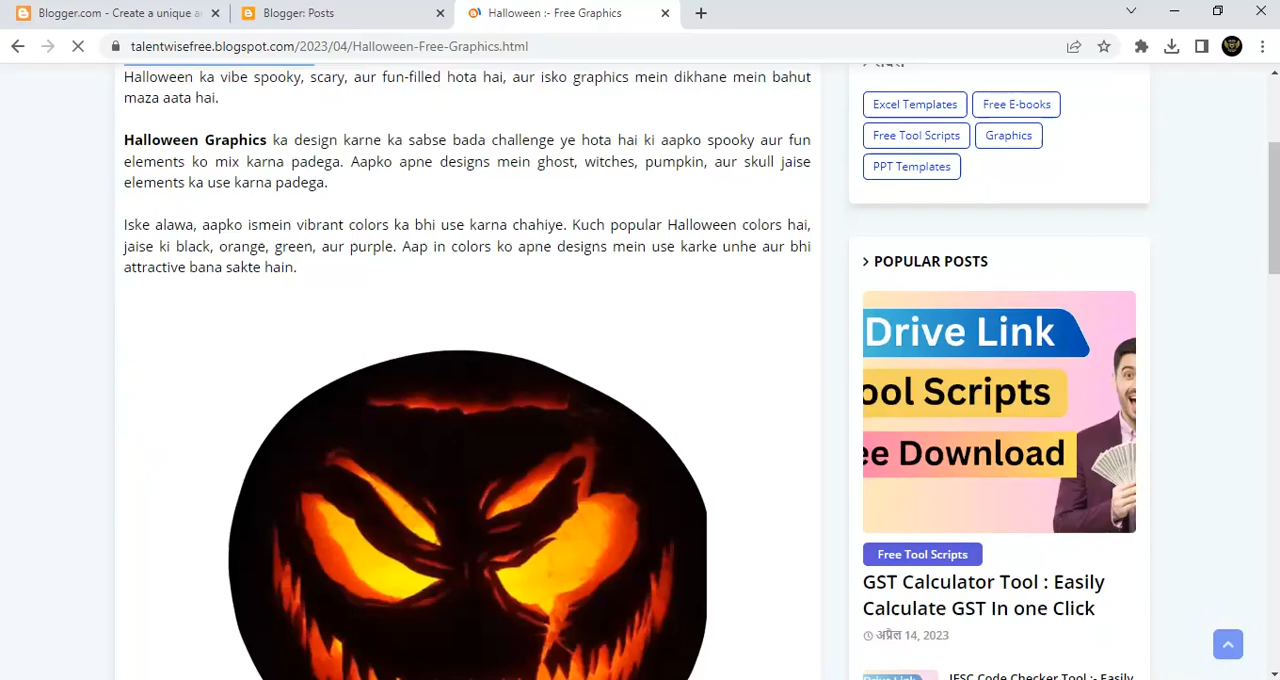 Blogger.com - Create a unique a
Blogger: Posts
Halloween :- Free Graphics
talentwisefree.blogspot.com/2023/04/Halloween-Free-Graphics.html
Halloween ka vibe spooky, scary, aur fun-filled hota hai, aur isko graphics mein dikhane mein bahut
maza aata hai.
Halloween Graphics ka design karne ka sabse bada challenge ye hota hai ki aapko spooky aur fun
elements ko mix karna padega. Aapko apne designs mein ghost, witches, pumpkin, aur skull jaise
elements ka use karna padega.
Iske alawa, aapko ismein vibrant colors ka bhi use karna chahiye. Kuch popular Halloween colors hai,
jaise ki black, orange, green, aur purple. Aap in colors ko apne designs mein use karke unhe aur bhi
attractive bana sakte hain.
Excel Templates
Free E-books
Free Tool Scripts
Graphics
PPT Templates
POPULAR POSTS
Drive Link
ool Scripts
ee Download
Free Tool Scripts
GST Calculator Tool : Easily
Calculate GST In one Click
अप्रैल 14, 2023
IFSC Code Checker Tool :- Easily